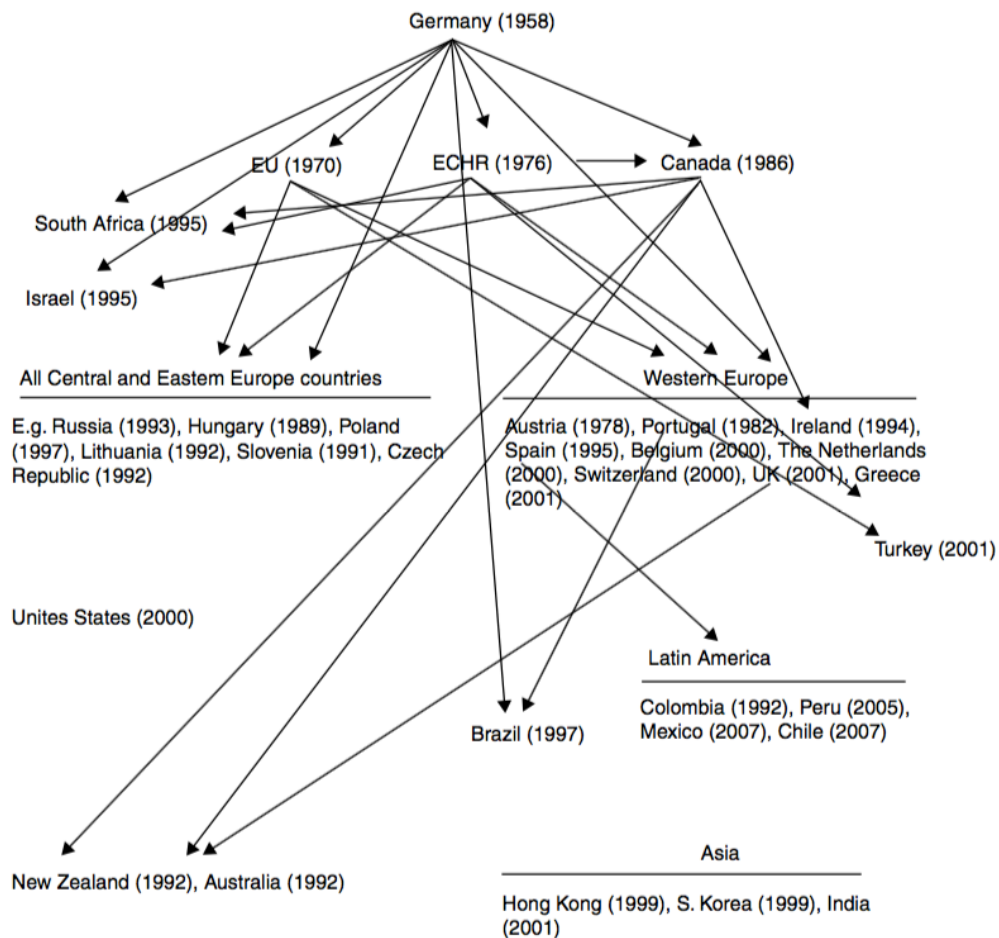 Germany (1958)
EU (1970)
ECHR (1976)
Canada (1986)
South Africa (1995)
Israel (1995)
All Central and Eastem Europe countries
E.g. Russia (1993), Hungary (1989), Poland
(1997), Lithuania (1992), Slovenia (1991), Czech
Republic (1992)
Western Europe
Austria (1978), Portugal (1982), Ireland (1994),
Spain (1995), Belgium (2000), The Netherlands
(2000), Switzerland (2000), UK (2001), Greece
(2001)
Turkey (2001)
Unites States (2000)
Latin America
Colombia (1992), Peru (2005),
Mexico (2007), Chile (2007)
Brazil (1997)
New Zealand (1992), Australia (1992)
Asia
Hong Kong (1999), S. Korea (1999), India
(2001)